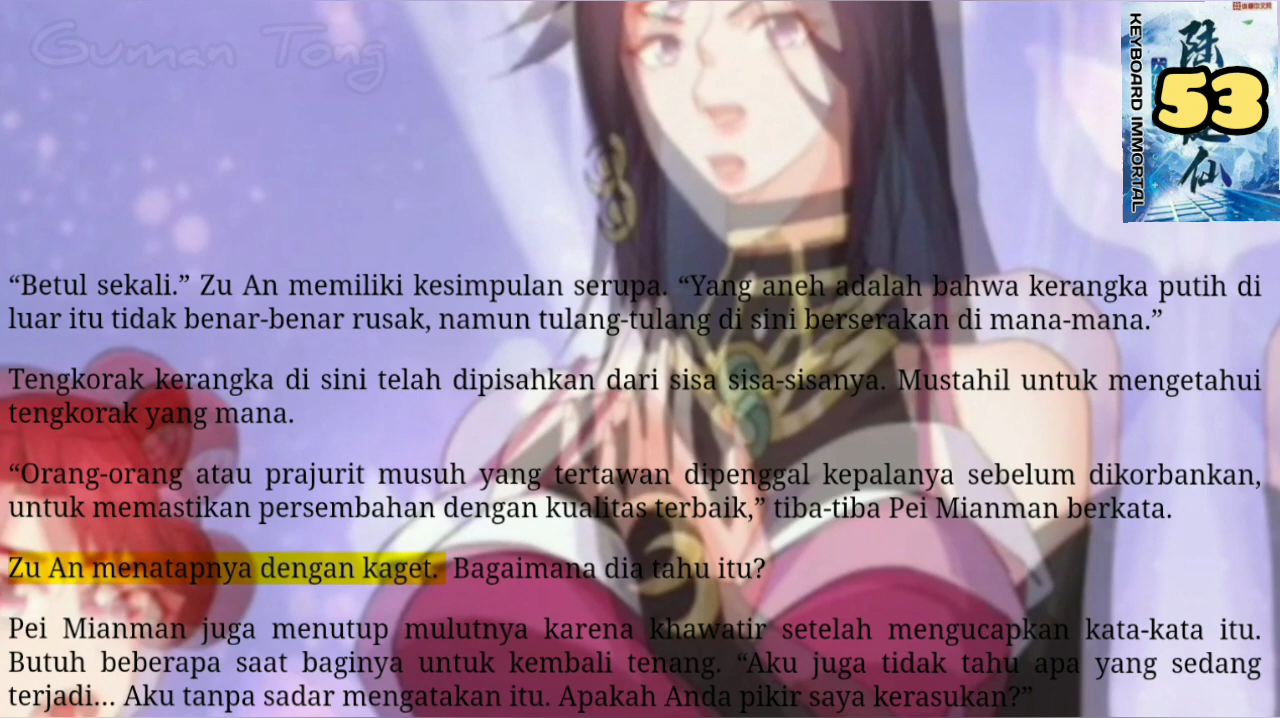 Guman Tong
KEYBOARD IMMORTAL
53
“Betul sekali.” Zu An memiliki kesimpulan serupa. “Yang aneh adalah bahwa kerangka putih di
luar itu tidak benar-benar rusak, namun tulang-tulang di sini berserakan di mana-mana.”
Tengkorak kerangka di sini telah dipisahkan dari sisa sisa-sisanya. Mustahil untuk mengetahui
tengkorak yang mana.
“Orang-orang atau prajurit musuh yang tertawan dipenggal kepalanya sebelum dikorbankan,
untuk memastikan persembahan dengan kualitas terbaik,” tiba-tiba Pei Mianman berkata.
Zu An menatapnya dengan kaget. Bagaimana dia tahu itu?
Pei Mianman juga menutup mulutnya karena khawatir setelah mengucapkan kata-kata itu.
Butuh beberapa saat baginya untuk kembali tenang. “Aku juga tidak tahu apa yang sedang
terjadi… Aku tanpa sadar mengatakan itu. Apakah Anda pikir saya kerasukan?”